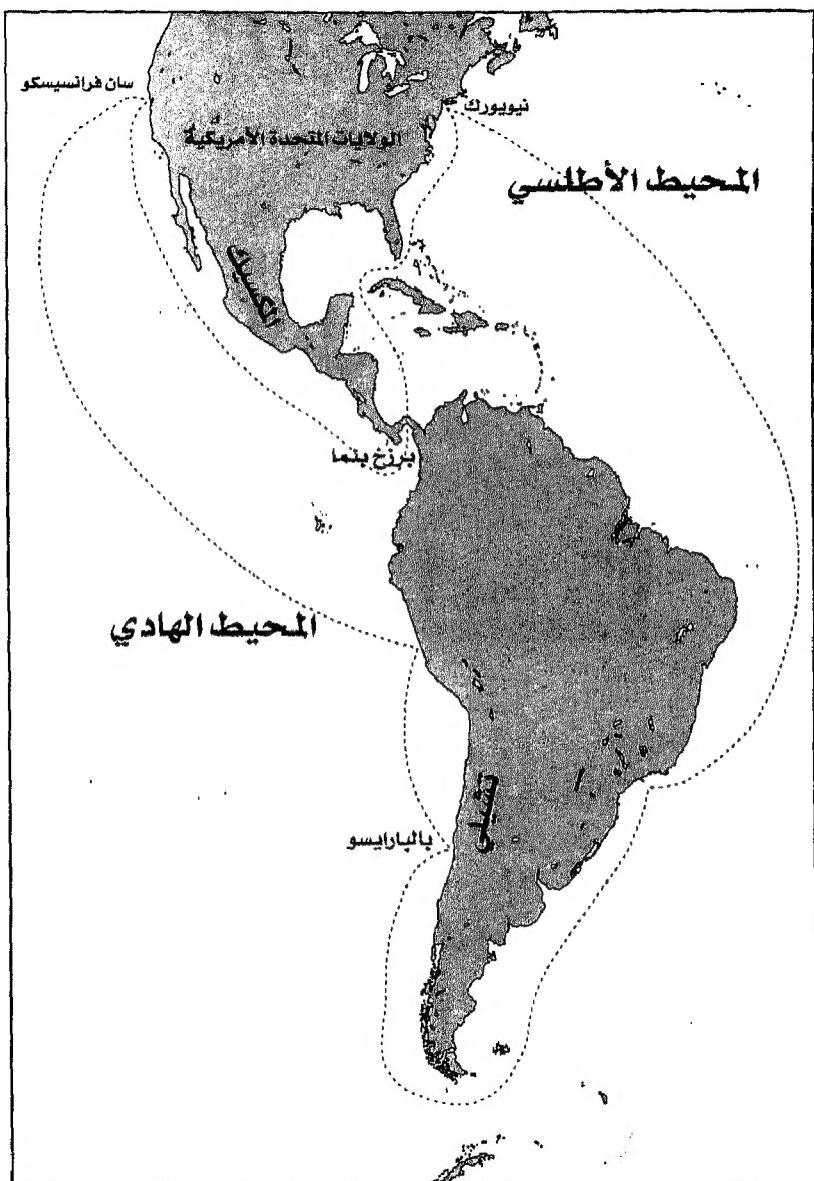 سان فرانسيسكو
نيويورك
الولايات المتحدة الأمريكية
المحيط الأطلسي
المكسيك
برزخ بنما
المحيط الهادي
تشيلي
بالبارايسو